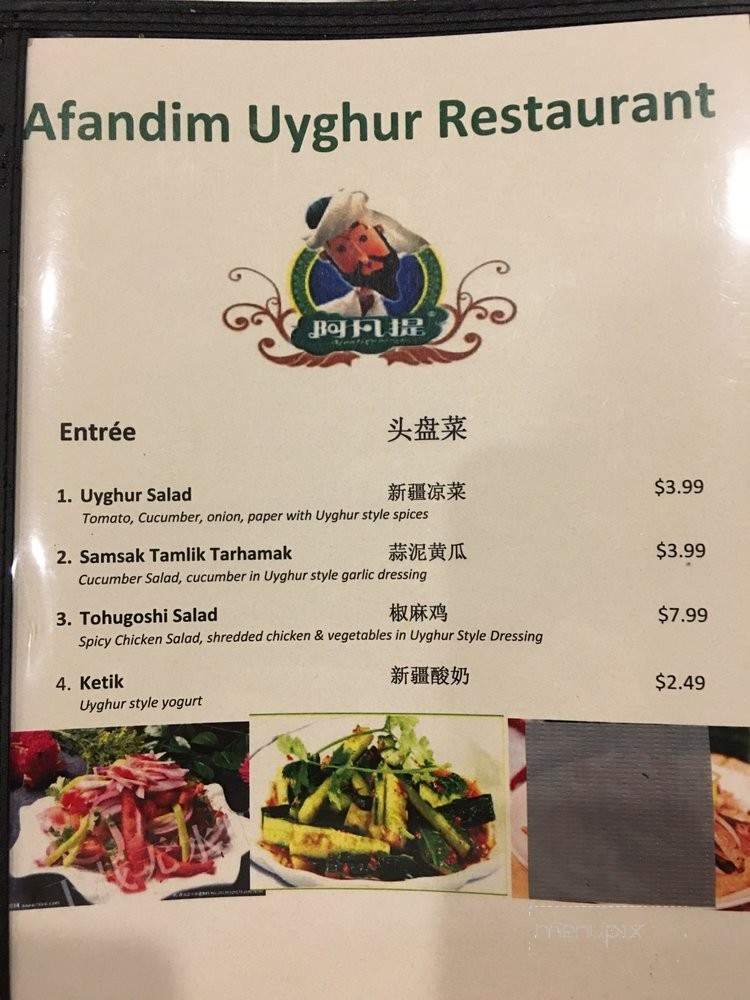 Afandim Uyghur Restaurant
阿凡提
Entrée 头盘菜
1. Uyghur Salad 新疆凉菜 $3.99
Tomato, Cucumber, onion, paper with Uyghur style spices
2. Samsak Tamlik Tarhamak 蒜泥黄瓜 $3.99
Cucumber Salad, cucumber in Uyghur style garlic dressing
3. Tohugoshi Salad 椒麻鸡 $7.99
Spicy Chicken Salad, shredded chicken & vegetables in Uyghur Style Dressing
4. Ketik 新疆酸奶 $2.49
Uyghur style yogurt
menupix